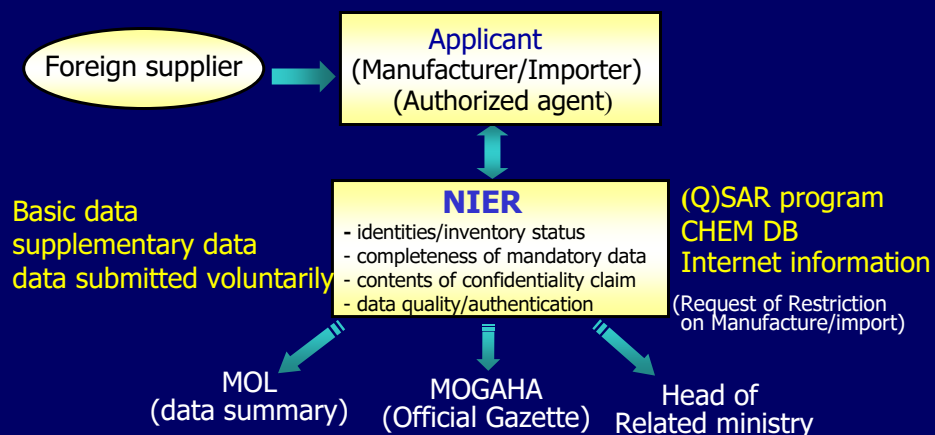 Foreign supplier
Applicant
(Manufacturer/Importer)
(Authorized agent)
NIER
- identities/inventory status
- completeness of mandatory data
- contents of confidentiality claim
- data quality/authentication
Basic data
supplementary data
data submitted voluntarily
(Q)SAR program
CHEM DB
Internet information
(Request of Restriction
on Manufacture/import)
MOL
(data summary)
MOGAHA
(Official Gazette)
Head of
Related ministry